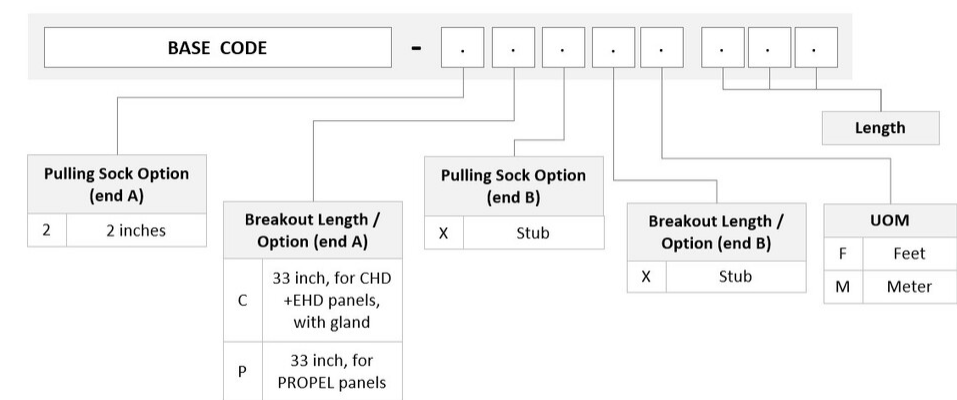 BASE CODE - . . . . . . . .
Length
Pulling Sock Option
(end A)
2 2 inches
Breakout Length /
Option (end A)
C 33 inch, for CHD
+EHD panels,
with gland
P 33 inch, for
PROPEL panels
Pulling Sock Option
(end B)
X Stub
Breakout Length /
Option (end B)
X Stub
UOM
F Feet
M Meter